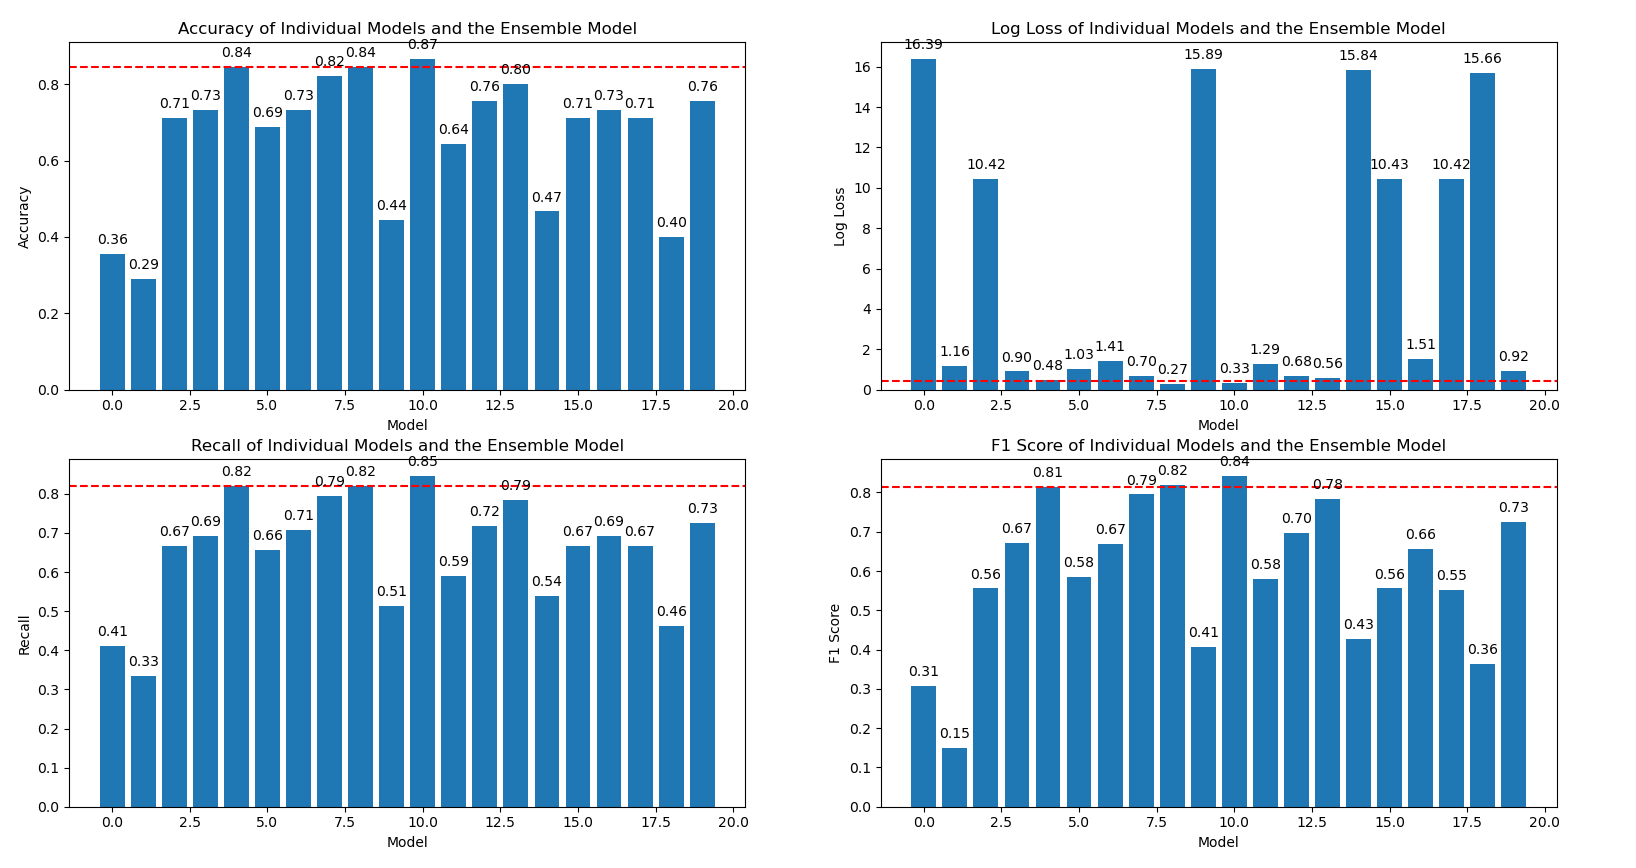 Accuracy of Individual Models and the Ensemble Model
0.36 0.29 0.71 0.73 0.84 0.69 0.73 0.82 0.84 0.44 0.87 0.64 0.76 0.80 0.47 0.71 0.73 0.71 0.40 0.76
Accuracy
0.8
0.6
0.4
0.2
0.0
0.0 2.5 5.0 7.5 10.0 12.5 15.0 17.5 20.0
Model
Log Loss of Individual Models and the Ensemble Model
16.39 1.16 10.42 0.90 0.48 1.03 1.41 0.70 0.27 15.89 0.33 1.29 0.68 0.56 15.84 10.43 1.51 10.42 15.66 0.92
Log Loss
16
14
12
10
8
6
4
2
0
0.0 2.5 5.0 7.5 10.0 12.5 15.0 17.5 20.0
Model
Recall of Individual Models and the Ensemble Model
0.41 0.33 0.67 0.69 0.82 0.66 0.71 0.79 0.82 0.51 0.85 0.59 0.72 0.79 0.54 0.67 0.69 0.67 0.46 0.73
Recall
0.8
0.7
0.6
0.5
0.4
0.3
0.2
0.1
0.0
0.0 2.5 5.0 7.5 10.0 12.5 15.0 17.5 20.0
Model
F1 Score of Individual Models and the Ensemble Model
0.31 0.15 0.56 0.67 0.81 0.58 0.67 0.79 0.82 0.41 0.84 0.58 0.70 0.78 0.43 0.56 0.66 0.55 0.36 0.73
F1 Score
0.8
0.7
0.6
0.5
0.4
0.3
0.2
0.1
0.0
0.0 2.5 5.0 7.5 10.0 12.5 15.0 17.5 20.0
Model